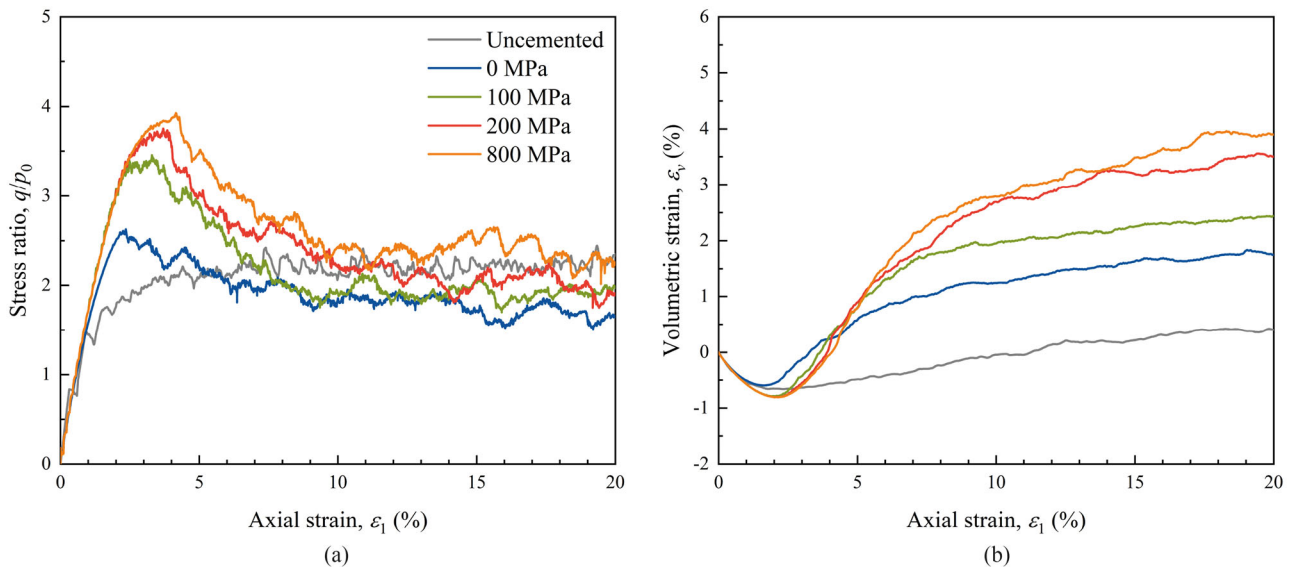 5
4
3
2
1
0
Stress ratio, q/p₀
Uncemented
0 MPa
100 MPa
200 MPa
800 MPa
0
5
10
15
20
Axial strain, ε₁ (%)
(a)
6
5
4
3
2
1
0
-1
-2
Volumetric strain, εᵥ (%)
0
5
10
15
20
Axial strain, ε₁ (%)
(b)